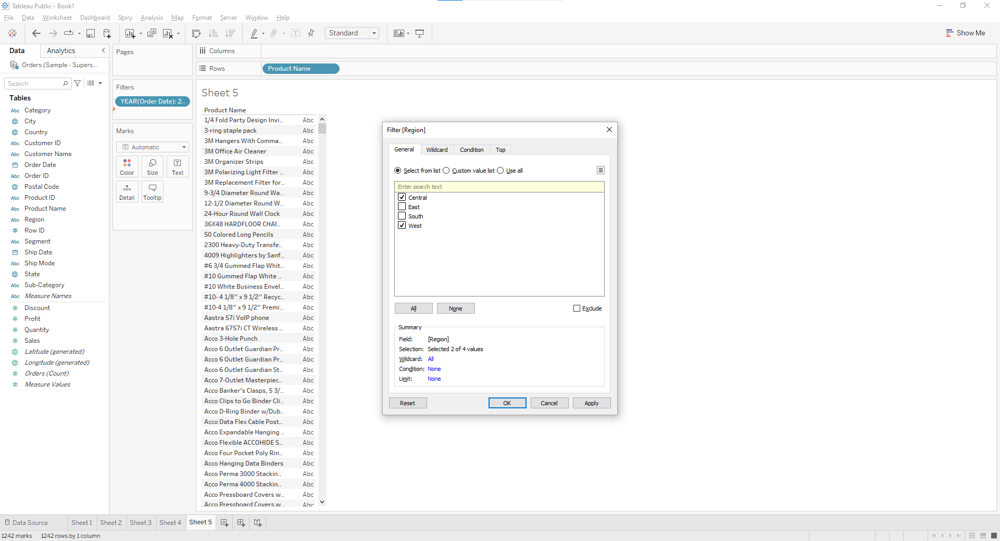 Tableau Public - Book1
File Data Worksheet Dashboard Story Analysis Map Format Server Window Help
Standard
Show Me
Data Analytics
Orders (Sample - Supers...
Search
Tables
Abc Category
City
Country
Abc Customer ID
Abc Customer Name
Order Date
Abc Order ID
Postal Code
Abc Product ID
Abc Product Name
Abc Region
# Row ID
Abc Segment
Ship Date
Abc Ship Mode
State
Abc Sub-Category
Abc Measure Names
# Discount
# Profit
# Quantity
# Sales
Latitude (generated)
Longitude (generated)
# Orders (Count)
# Measure Values
Pages
Filters
YEAR(Order Date): 2..
Marks
Automatic
Color Size Text
Detail Tooltip
Columns
Rows Product Name
Sheet 5
Product Name
1/4 Fold Party Design Invi.. Abc
3-ring staple pack Abc
3M Hangers With Comma.. Abc
3M Office Air Cleaner Abc
3M Organizer Strips Abc
3M Polarizing Light Filter .. Abc
3M Replacement Filter for.. Abc
9-3/4 Diameter Round Wa.. Abc
12-1/2 Diameter Round W.. Abc
24-Hour Round Wall Clock Abc
36X48 HARDFLOOR CHAI.. Abc
50 Colored Long Pencils Abc
2300 Heavy-Duty Transfe.. Abc
4009 Highlighters by Sanf.. Abc
#6 3/4 Gummed Flap Whit.. Abc
#10 Gummed Flap White .. Abc
#10 White Business Envel.. Abc
#10- 4 1/8" x 9 1/2" Recyc.. Abc
#10-4 1/8" x 9 1/2" Premi.. Abc
Aastra 57i VoIP phone Abc
Aastra 6757i CT Wireless .. Abc
Acco 3-Hole Punch Abc
Acco 6 Outlet Guardian Pr.. Abc
Acco 6 Outlet Guardian Pr.. Abc
Acco 6 Outlet Guardian St.. Abc
Acco 7-Outlet Masterpiec.. Abc
Acco Banker's Clasps, 5 3/.. Abc
Acco Clips to Go Binder Cli.. Abc
Acco D-Ring Binder w/Dub.. Abc
Acco Data Flex Cable Post.. Abc
Acco Expandable Hanging .. Abc
Acco Flexible ACCOHIDE S.. Abc
Acco Four Pocket Poly Rin.. Abc
Acco Hanging Data Binders Abc
Acco Perma 3000 Stackin.. Abc
Acco Perma 4000 Stackin.. Abc
Acco Pressboard Covers w.. Abc
Acco Pressboard Covers w.. Abc
Filter [Region]
General Wildcard Condition Top
Select from list Custom value list Use all
Enter search text
Central
East
South
West
All None Exclude
Summary
Field: [Region]
Selection: Selected 2 of 4 values
Wildcard: All
Condition: None
Limit: None
Reset OK Cancel Apply
Data Source Sheet 1 Sheet 2 Sheet 3 Sheet 4 Sheet 5
1242 marks 1242 rows by 1 column